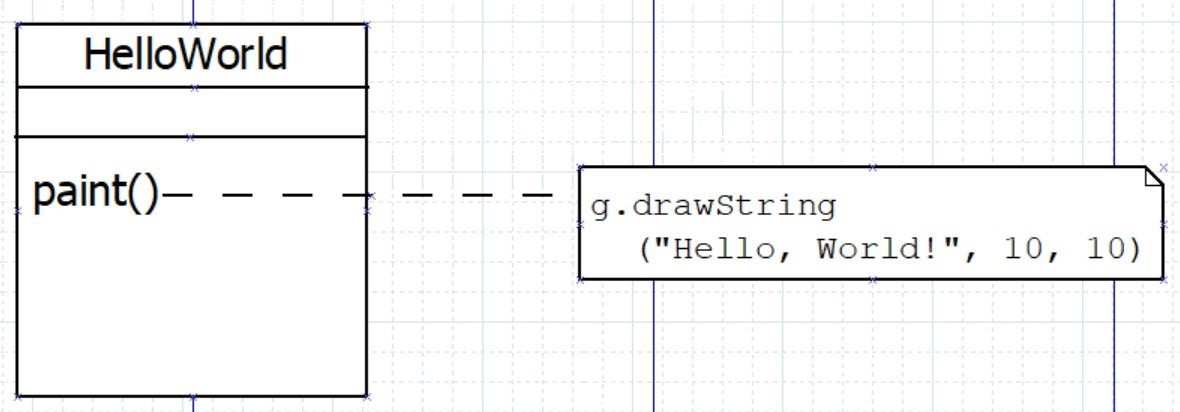 HelloWorld
paint()
g.drawString
("Hello, World!", 10, 10)